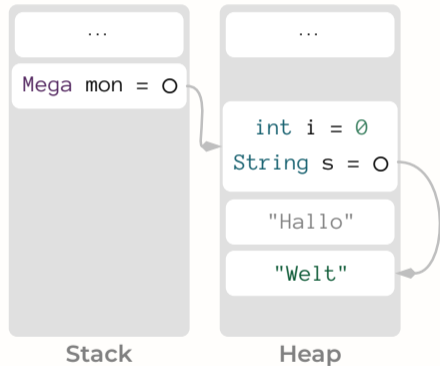 ...
Mega mon = O
Stack
...
int i = 0
String s = O
"Hallo"
"Welt"
Heap